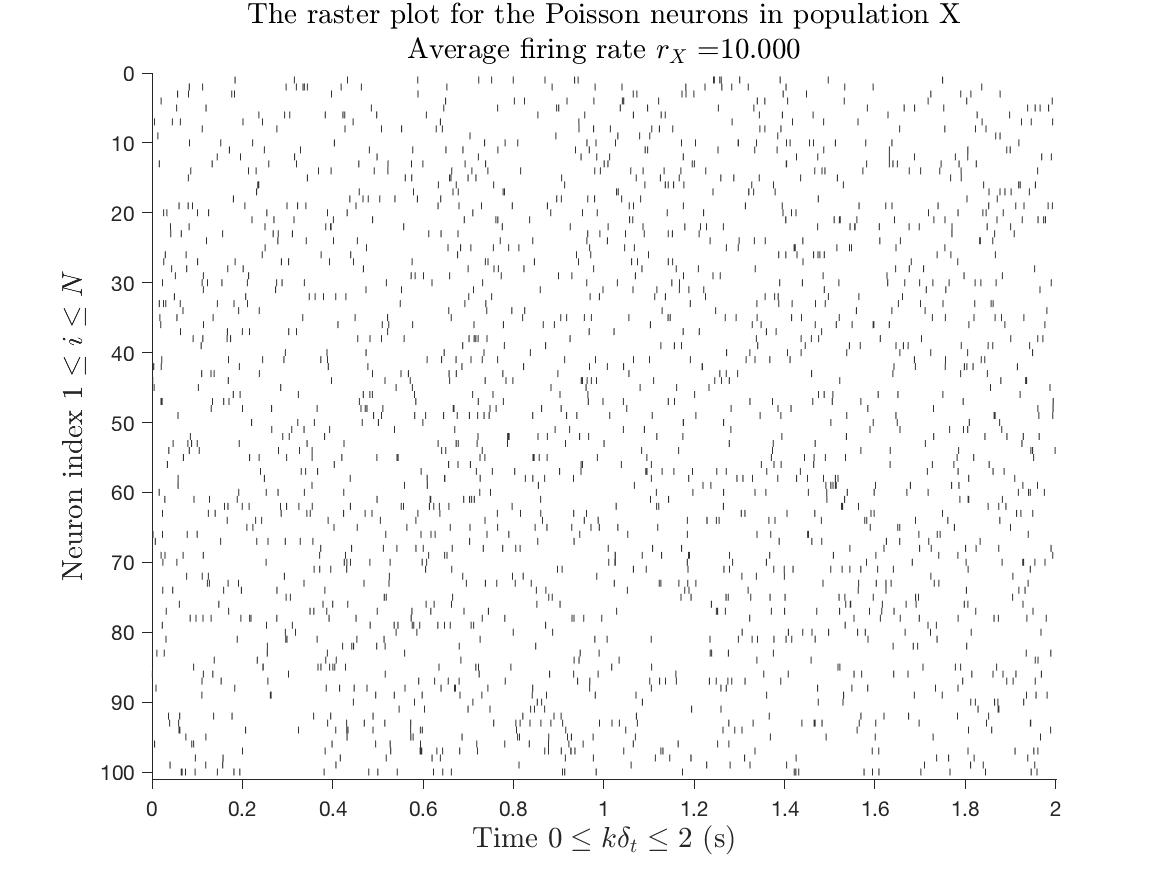 The raster plot for the Poisson neurons in population X
Average firing rate r_X =10.000
Neuron index 1 ≤ i ≤ N
0
10
20
30
40
50
60
70
80
90
100
0 0.2 0.4 0.6 0.8 1 1.2 1.4 1.6 1.8 2
Time 0 ≤ kδ_t ≤ 2 (s)